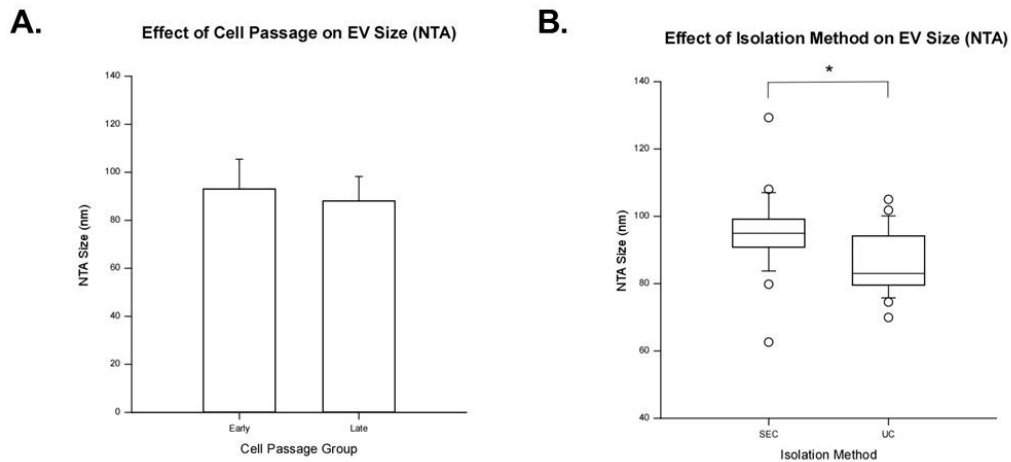 A.
Effect of Cell Passage on EV Size (NTA)
140
120
100
80
60
40
20
0
NTA Size (nm)
Early
Late
Cell Passage Group
B.
Effect of Isolation Method on EV Size (NTA)
*
140
120
100
80
60
40
NTA Size (nm)
SEC
UC
Isolation Method